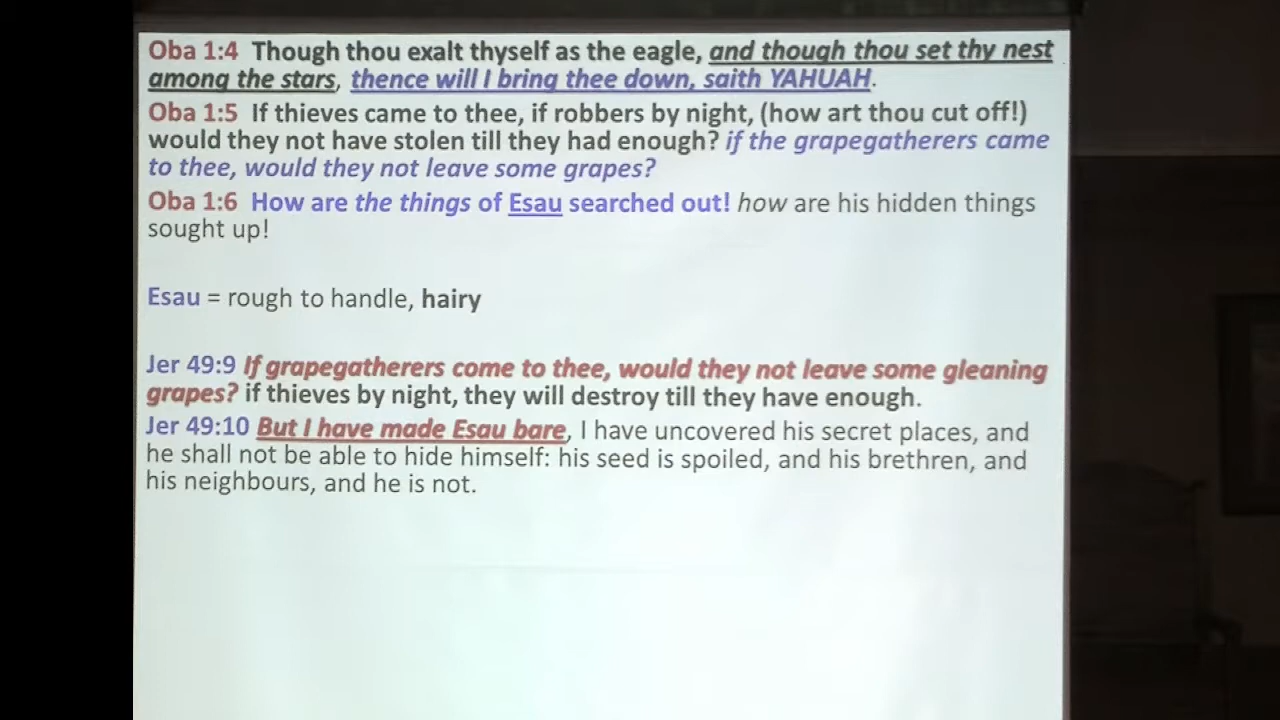 Oba 1:4 Though thou exalt thyself as the eagle, and though thou set thy nest
among the stars, thence will I bring thee down, saith YAHUAH.
Oba 1:5 If thieves came to thee, if robbers by night, (how art thou cut off!)
would they not have stolen till they had enough? if the grapegatherers came
to thee, would they not leave some grapes?
Oba 1:6 How are the things of Esau searched out! how are his hidden things
sought up!
Esau = rough to handle, hairy
Jer 49:9 If grapegatherers come to thee, would they not leave some gleaning
grapes? if thieves by night, they will destroy till they have enough.
Jer 49:10 But I have made Esau bare, I have uncovered his secret places, and
he shall not be able to hide himself: his seed is spoiled, and his brethren, and
his neighbours, and he is not.